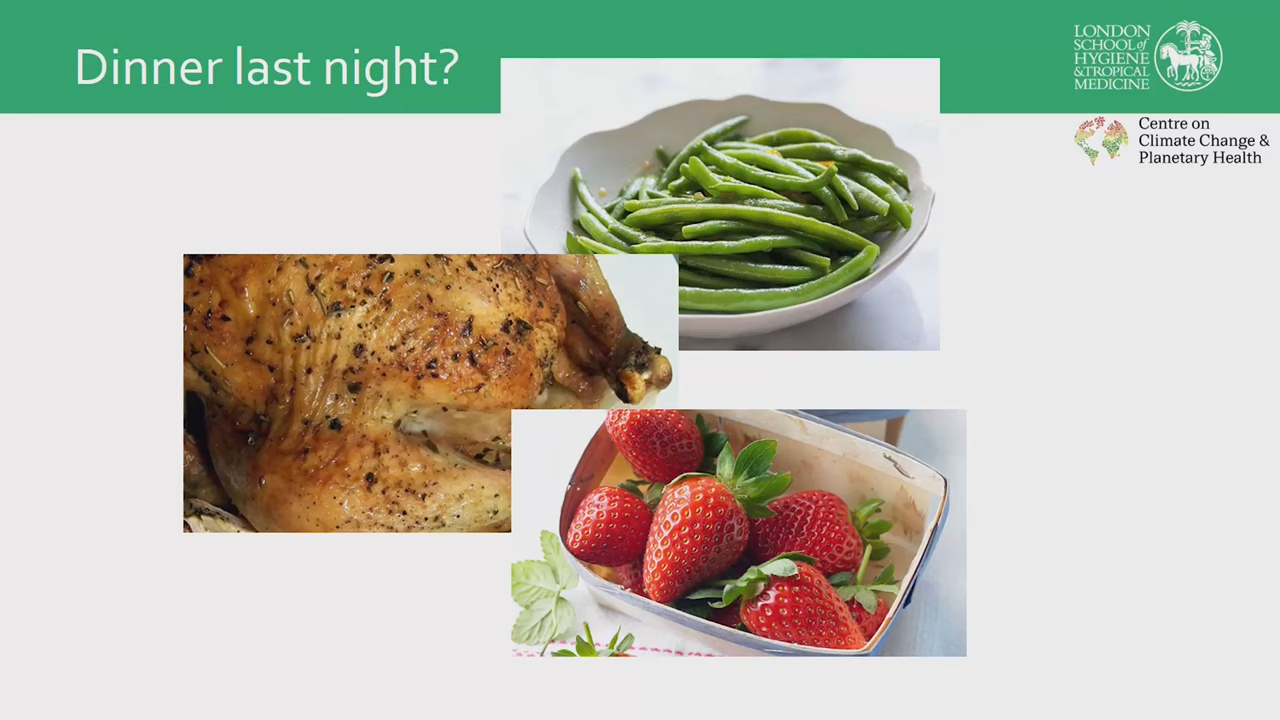 Dinner last night?
LONDON
SCHOOL of
HYGIENE
& TROPICAL
MEDICINE
Centre on
Climate Change &
Planetary Health